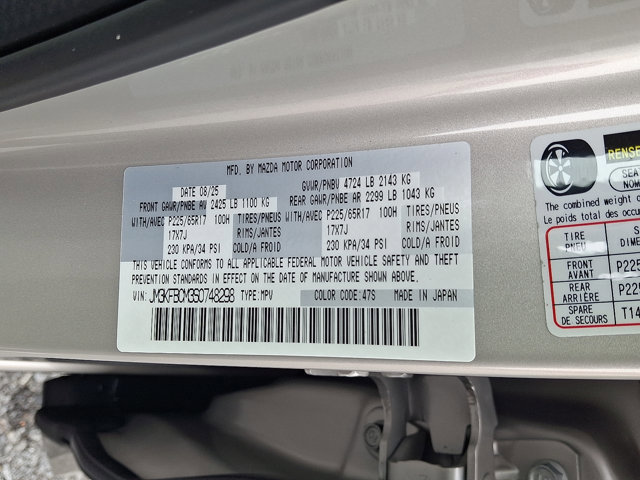 MFD. BY MAZDA MOTOR CORPORATION
DATE 08/25 GVWR/PNBU 4724 LB 2143 KG
FRONT GAWR/PNBE AV 2425 LB 1100 KG REAR GAWR/PNBE AR 2299 LB 1043 KG
WITH/AVEC P225/65R17 100H TIRES/PNEUS WITH/AVEC P225/65R17 100H TIRES/PNEUS
17X7J RIMS/JANTES 17X7J RIMS/JANTES
230 KPA/34 PSI COLD/A FROID 230 KPA/34 PSI COLD/A FROID
THIS VEHICLE CONFORMS TO ALL APPLICABLE FEDERAL MOTOR VEHICLE SAFETY AND THEFT
PREVENTION STANDARDS IN EFFECT ON THE DATE OF MANUFACTURE SHOWN ABOVE.
VIN: JM3KFBCM3S0748298 TYPE:MPV COLOR CODE:47S MADE IN JAPAN
RENSE
SE
The combined weight o
Le poids total des occ
TIRE
PNEU
S
DIM
FRONT
AVANT
P225
REAR
ARRIÈRE
P225
SPARE
DE SECOURS
T14